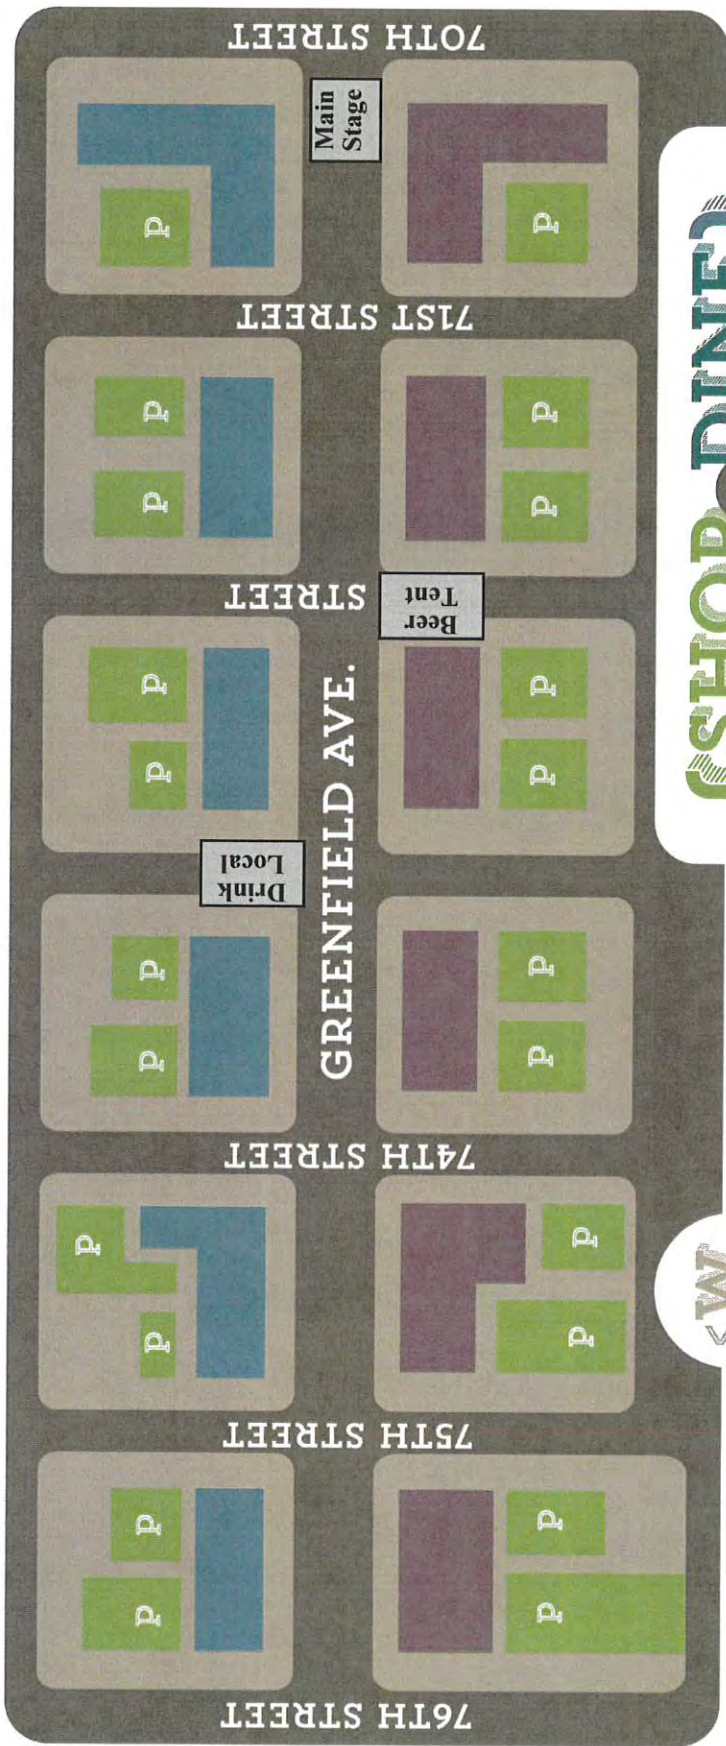 70TH STREET
Main
Stage
P
P
71ST STREET
P
P
P
P
STREET
Beer
Tent
P
P
P
P
GREENFIELD AVE.
Drink
Local
P
P
P
P
74TH STREET
P
P
P
P
75TH STREET
P
P
P
P
76TH STREET
SHOP DINE
< W